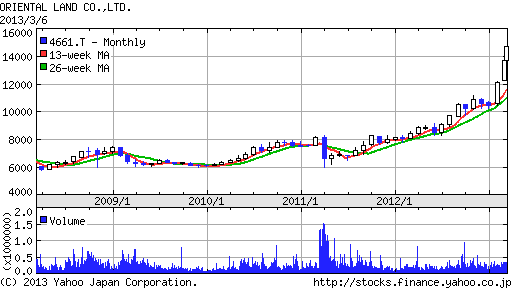 ORIENTAL LAND CO.,LTD.
2013/3/6
16000
4661.T - Monthly
13-week MA
26-week MA
14000
12000
10000
8000
6000
4000
2009/1 2010/1 2011/1 2012/1
2.0
Volume
1.5
1.0
0.5
0.0
(x1000000)
(C) 2013 Yahoo Japan Corporation. http://stocks.finance.yahoo.co.jp/